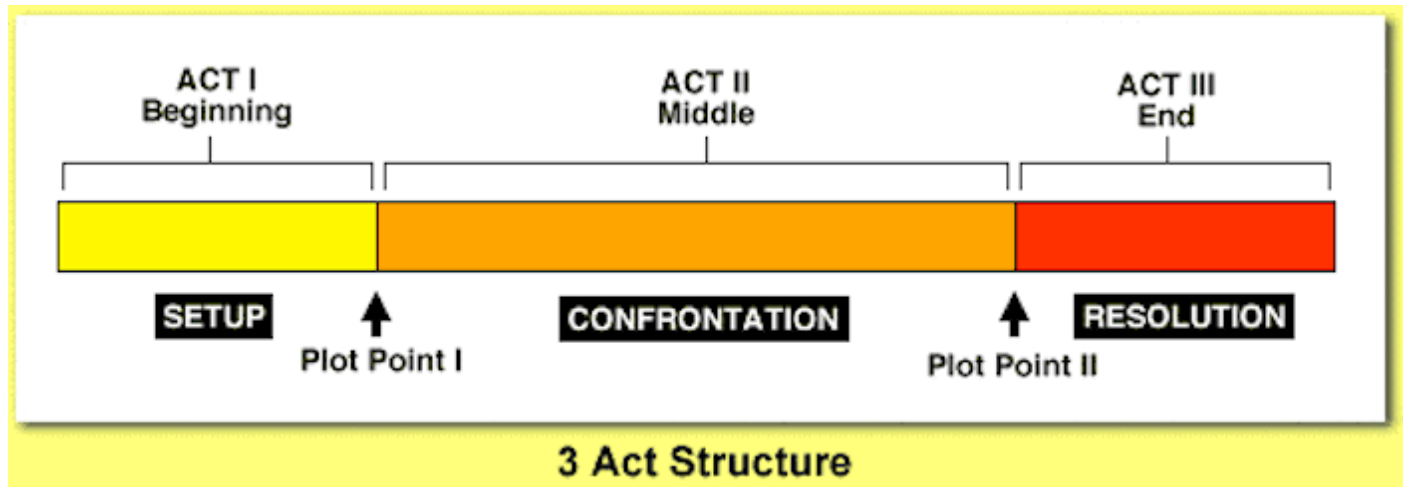 ACT I
Beginning
ACT II
Middle
ACT III
End
SETUP
CONFRONTATION
RESOLUTION
Plot Point I
Plot Point II
3 Act Structure